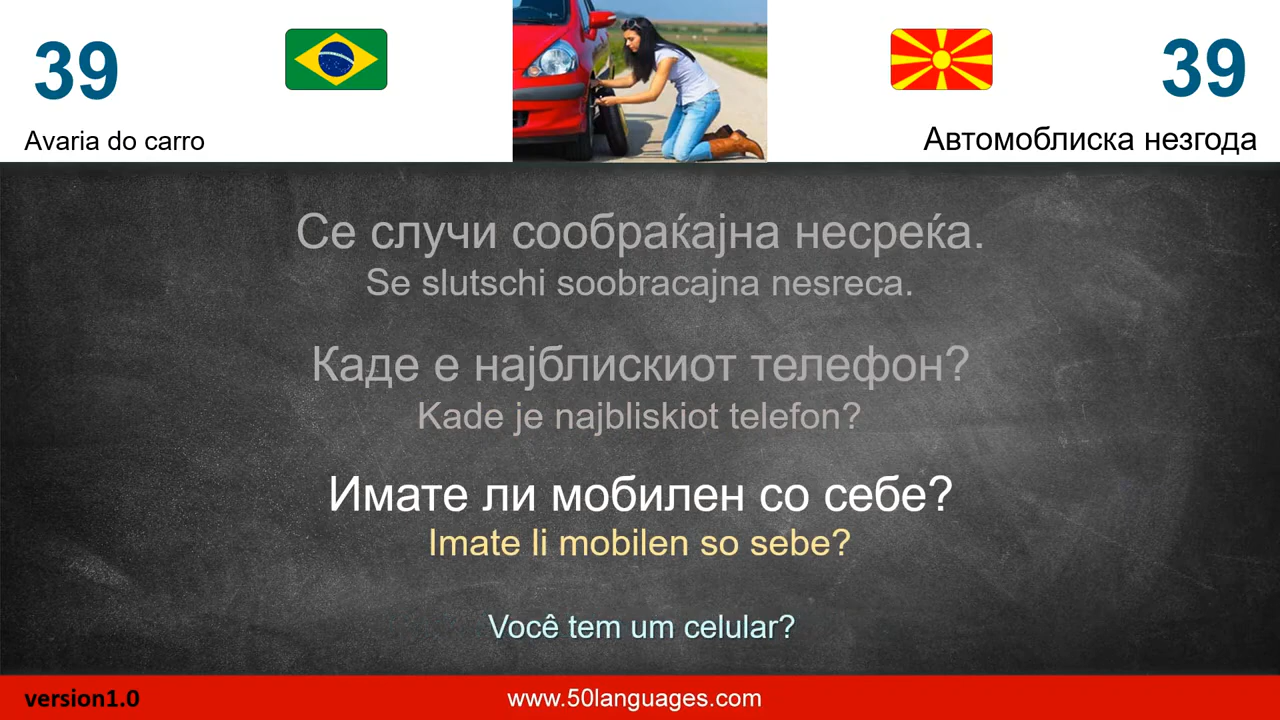 39
39
Avaria do carro
Автомоблиска незгода
Се случи сообраќајна несреќа.
Se slutschi soobracajna nesreca.
Каде е најблискиот телефон?
Kade je najbliskiot telefon?
Имате ли мобилен со себе?
Imate li mobilen so sebe?
Você tem um celular?
version1.0
www.50languages.com